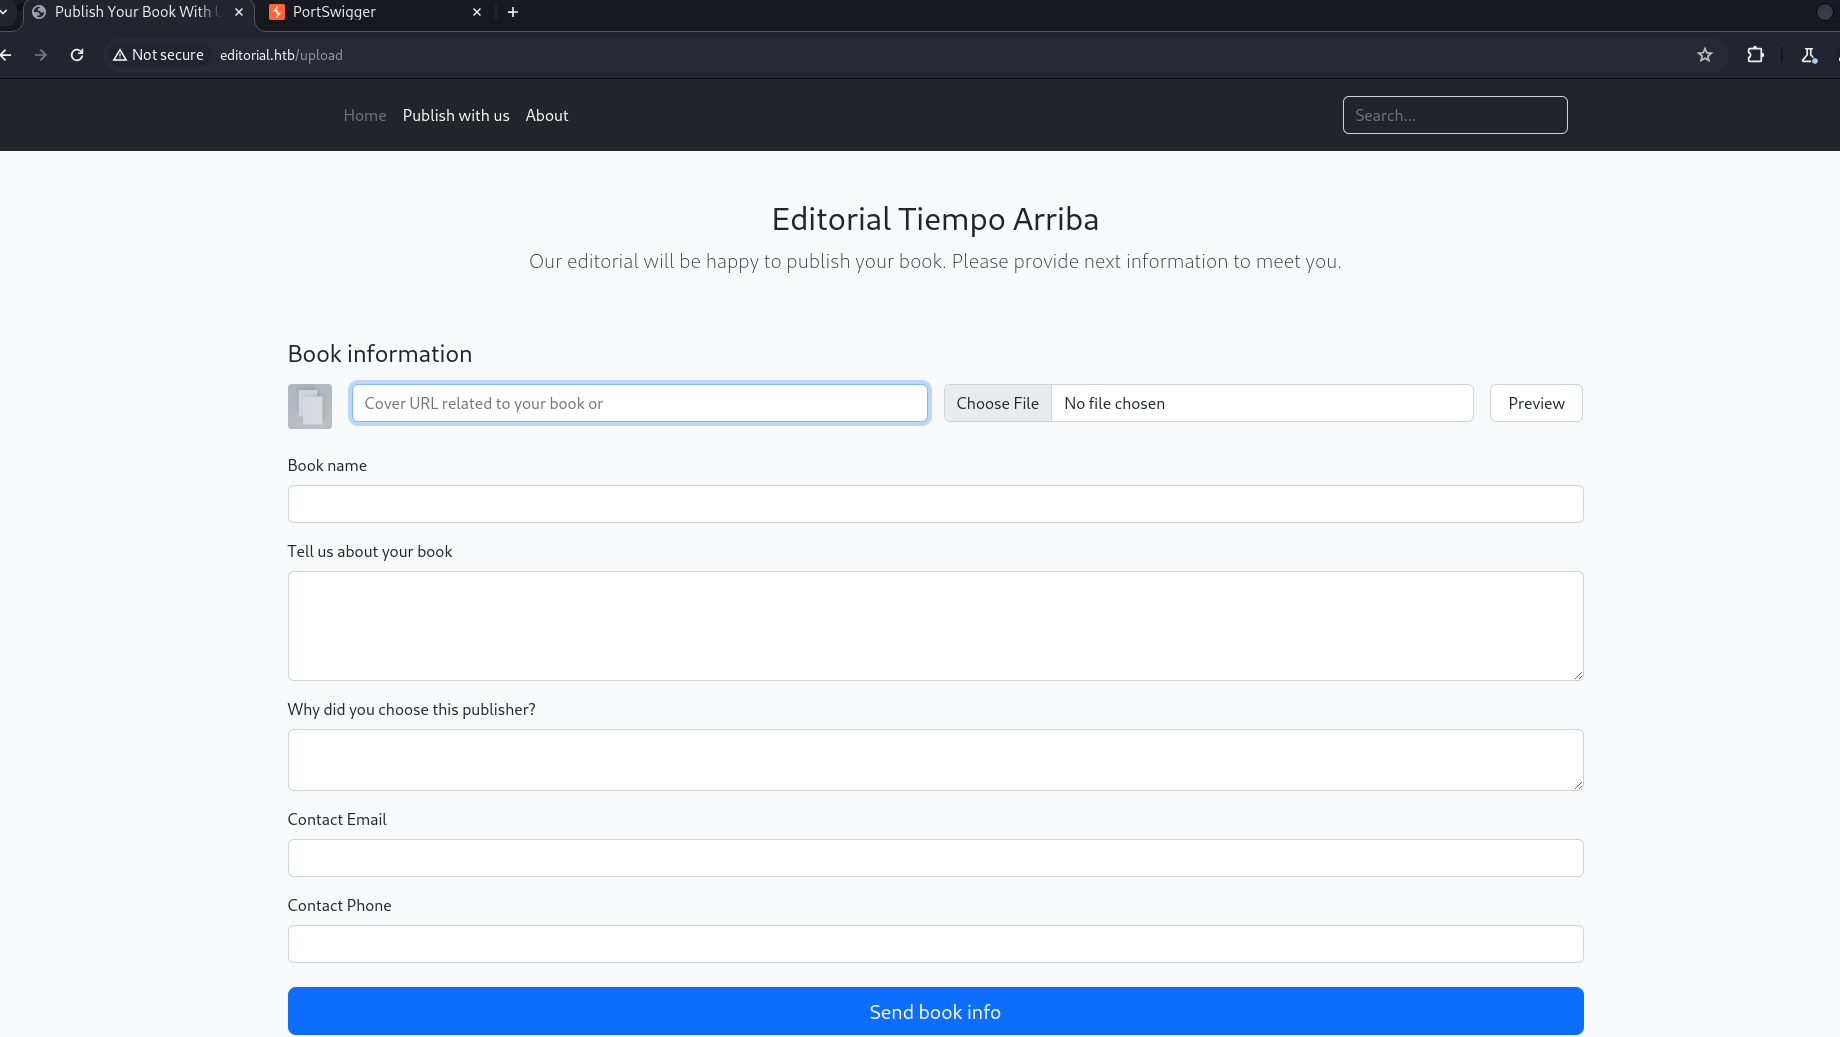 Publish Your Book With U
PortSwigger
Not secure editorial.htb/upload
Home Publish with us About Search...
Editorial Tiempo Arriba
Our editorial will be happy to publish your book. Please provide next information to meet you.
Book information
Cover URL related to your book or Choose File No file chosen Preview
Book name
Tell us about your book
Why did you choose this publisher?
Contact Email
Contact Phone
Send book info